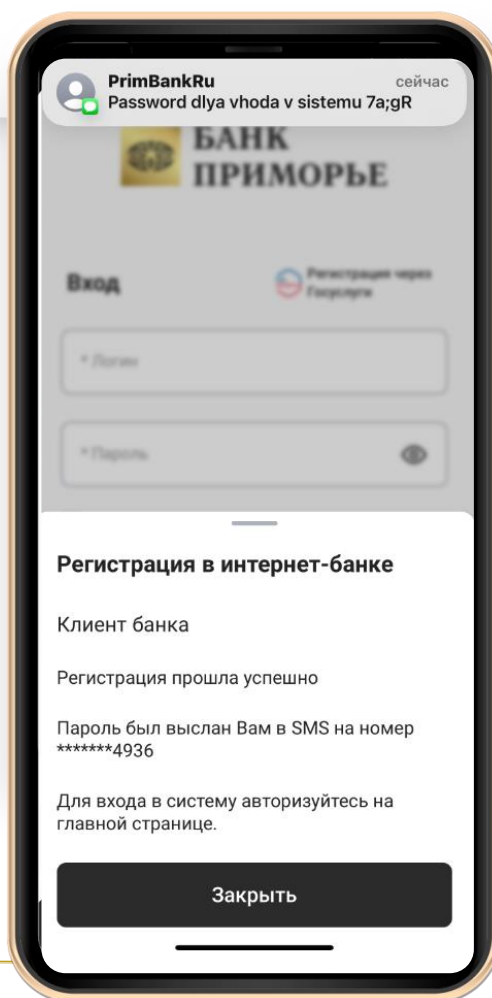 PrimBankRu
сейчас
Password dlya vhoda v sistemu 7a;gR
БАНК
ПРИМОРЬЕ
Вход
Регистрация через
Госуслуги
* Логин
* Пароль
Регистрация в интернет-банке
Клиент банка
Регистрация прошла успешно
Пароль был выслан Вам в SMS на номер
*******4936
Для входа в систему авторизуйтесь на
главной странице.
Закрыть